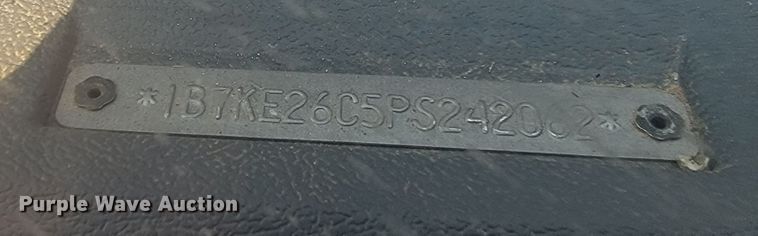 *1B7KE26C5PS242062*
Purple Wave Auction